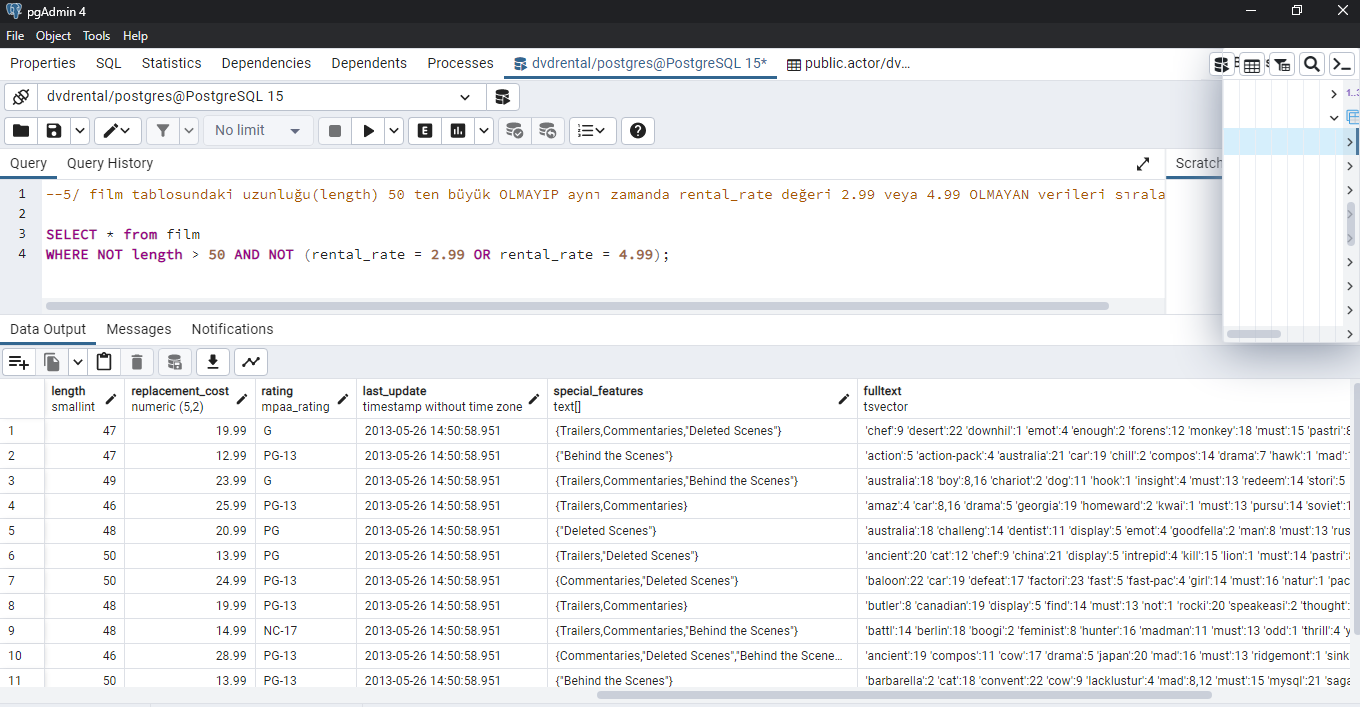 pgAdmin 4
File Object Tools Help
Properties SQL Statistics Dependencies Dependents Processes dvdrental/postgres@PostgreSQL 15* public.actor/dv...
dvdrental/postgres@PostgreSQL 15
No limit E
Query Query History Scratch
1 --5/ film tablosundaki uzunluğu(length) 50 ten büyük OLMAYIP aynı zamanda rental_rate değeri 2.99 veya 4.99 OLMAYAN verileri sırala
2
3 SELECT * from film
4 WHERE NOT length > 50 AND NOT (rental_rate = 2.99 OR rental_rate = 4.99);
Data Output Messages Notifications
length replacement_cost rating last_update special_features fulltext
smallint numeric (5,2) mpaa_rating timestamp without time zone text[] tsvector
1 47 19.99 G 2013-05-26 14:50:58.951 {Trailers,Commentaries,"Deleted Scenes"} 'chef':9 'desert':22 'downhil':1 'emot':4 'enough':2 'forens':12 'monkey':18 'must':15 'pastri':8
2 47 12.99 PG-13 2013-05-26 14:50:58.951 {"Behind the Scenes"} 'action':5 'action-pack':4 'australia':21 'car':19 'chill':2 'compos':14 'drama':7 'hawk':1 'mad':
3 49 23.99 G 2013-05-26 14:50:58.951 {Trailers,Commentaries,"Behind the Scenes"} 'australia':18 'boy':8,16 'chariot':2 'dog':11 'hook':1 'insight':4 'must':13 'redeem':14 'stori':5
4 46 25.99 PG-13 2013-05-26 14:50:58.951 {Trailers,Commentaries} 'amaz':4 'car':8,16 'drama':5 'georgia':19 'homeward':2 'kwai':1 'must':13 'pursu':14 'soviet':1
5 48 20.99 PG 2013-05-26 14:50:58.951 {"Deleted Scenes"} 'australia':18 'challeng':14 'dentist':11 'display':5 'emot':4 'goodfella':2 'man':8 'must':13 'rus
6 50 13.99 PG 2013-05-26 14:50:58.951 {Trailers,"Deleted Scenes"} 'ancient':20 'cat':12 'chef':9 'china':21 'display':5 'intrepid':4 'kill':15 'lion':1 'must':14 'pastri':
7 50 24.99 PG-13 2013-05-26 14:50:58.951 {Commentaries,"Deleted Scenes"} 'baloon':22 'car':19 'defeat':17 'factori':23 'fast':5 'fast-pac':4 'girl':14 'must':16 'natur':1 'pac
8 48 19.99 PG-13 2013-05-26 14:50:58.951 {Trailers,Commentaries} 'butler':8 'canadian':19 'display':5 'find':14 'must':13 'not':1 'rocki':20 'speakeasi':2 'thought':
9 48 14.99 NC-17 2013-05-26 14:50:58.951 {Trailers,Commentaries,"Behind the Scenes"} 'battl':14 'berlin':18 'boogi':2 'feminist':8 'hunter':16 'madman':11 'must':13 'odd':1 'thrill':4 'y
10 46 28.99 PG-13 2013-05-26 14:50:58.951 {Commentaries,"Deleted Scenes","Behind the Scene... 'ancient':19 'compos':11 'cow':17 'drama':5 'japan':20 'mad':16 'must':13 'ridgemont':1 'sink
11 50 13.99 PG-13 2013-05-26 14:50:58.951 {"Behind the Scenes"} 'barbarella':2 'cat':18 'convent':22 'cow':9 'lacklustur':4 'mad':8,12 'must':15 'mysql':21 'saga